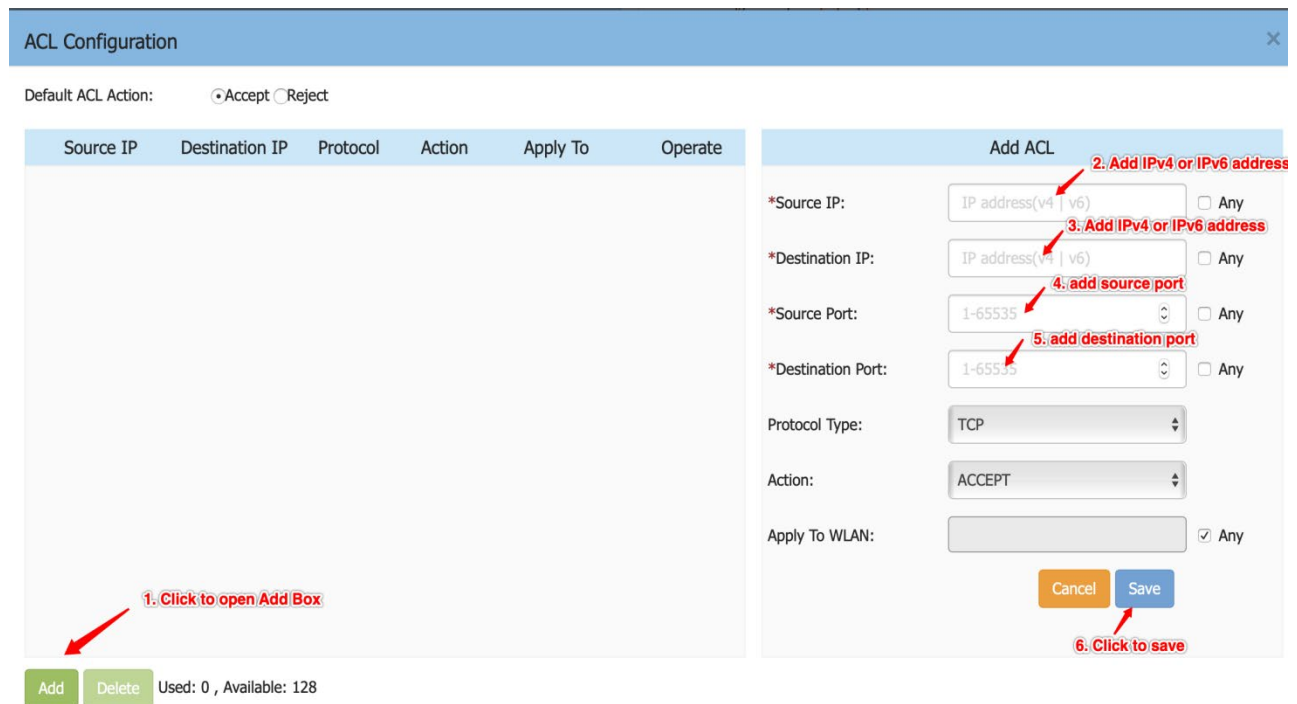 ACL Configuration
Default ACL Action: Accept Reject
Source IP Destination IP Protocol Action Apply To Operate
Add ACL
2. Add IPv4 or IPv6 address
*Source IP: IP address(v4 | v6) Any
3. Add IPv4 or IPv6 address
*Destination IP: IP address(v4 | v6) Any
4. add source port
*Source Port: 1-65535 Any
5. add destination port
*Destination Port: 1-65535 Any
Protocol Type: TCP
Action: ACCEPT
Apply To WLAN: Any
Cancel Save
1. Click to open Add Box
6. Click to save
Add Delete Used: 0 , Available: 128